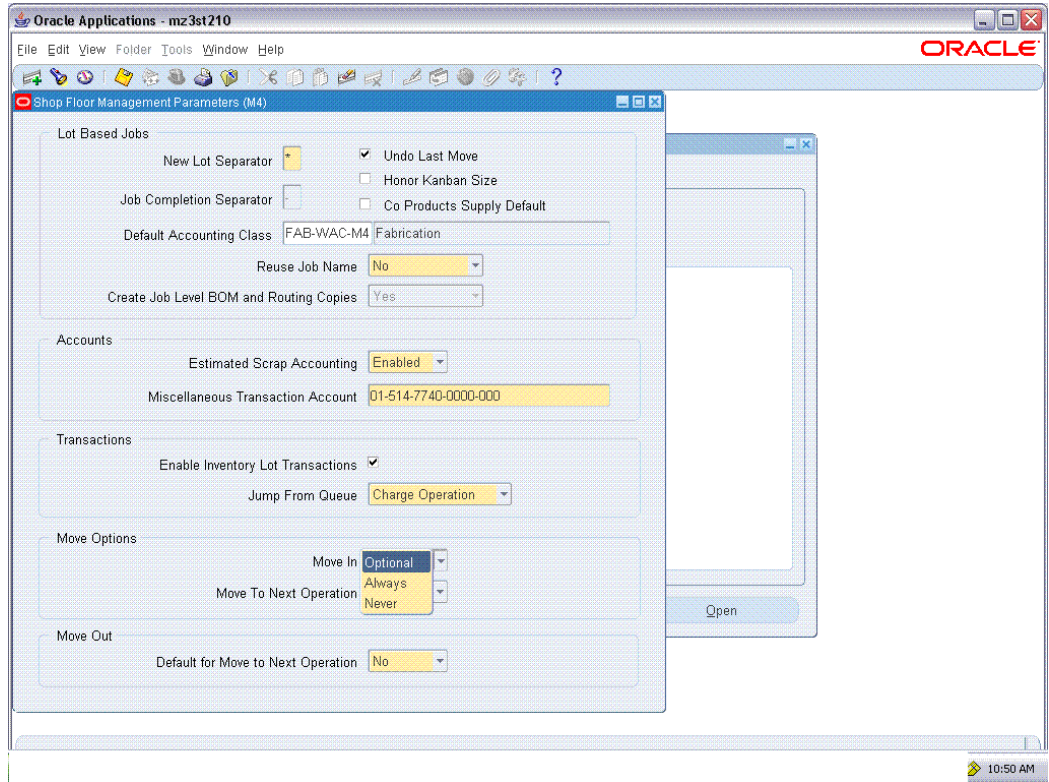 Oracle Applications - mz3st210
File Edit View Folder Tools Window Help
ORACLE
?
Shop Floor Management Parameters (M4)
Lot Based Jobs
New Lot Separator *
Undo Last Move
Honor Kanban Size
Job Completion Separator -
Co Products Supply Default
Default Accounting Class FAB-WAC-M4 Fabrication
Reuse Job Name No
Create Job Level BOM and Routing Copies Yes
Accounts
Estimated Scrap Accounting Enabled
Miscellaneous Transaction Account 01-514-7740-0000-000
Transactions
Enable Inventory Lot Transactions
Jump From Queue Charge Operation
Move Options
Move In Optional
Always
Move To Next Operation
Never
Open
Move Out
Default for Move to Next Operation No
10:50 AM